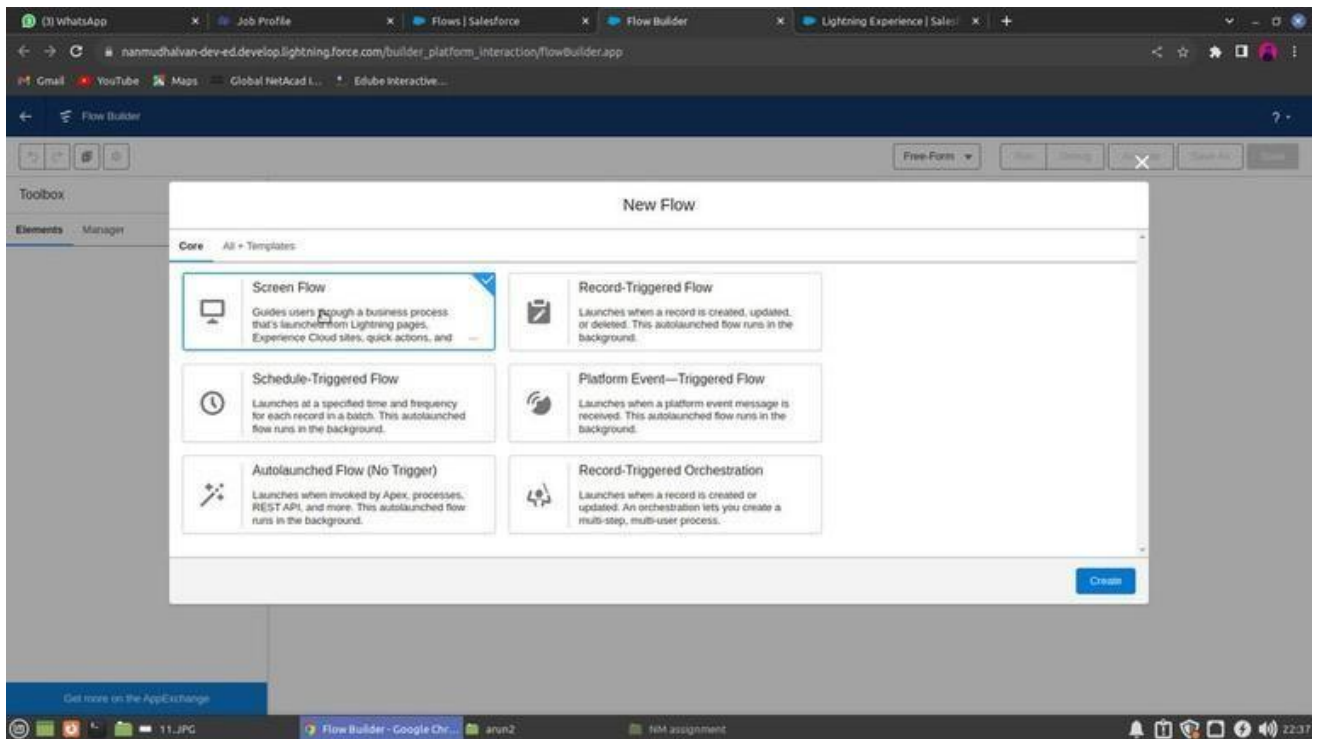 (3) WhatsApp
Job Profile
Flows | Salesforce
Flow Builder
Lightning Experience | Sales
nanmudhalvan-dev-ed.develop.lightning.force.com/builder_platform_interaction/flowBuilder.app
Gmail
YouTube
Maps
Global NetAcad L...
Edube Interactive...
Flow Builder
?
Free-Form
Toolbox
Elements
Manager
New Flow
Core
All + Templates
Screen Flow
Guides users through a business process
that's launched from Lightning pages,
Experience Cloud sites, quick actions, and
Record-Triggered Flow
Launches when a record is created, updated,
or deleted. This autolaunched flow runs in the
background.
Schedule-Triggered Flow
Launches at a specified time and frequency
for each record in a batch. This autolaunched
flow runs in the background.
Platform Event—Triggered Flow
Launches when a platform event message is
received. This autolaunched flow runs in the
background.
Autolaunched Flow (No Trigger)
Launches when invoked by Apex, processes,
REST API, and more. This autolaunched flow
runs in the background.
Record-Triggered Orchestration
Launches when a record is created or
updated. An orchestration lets you create a
multi-step, multi-user process.
Create
Get more on the AppExchange
11.JPG
Flow Builder - Google Chr...
arun2
NM assignment
22:37